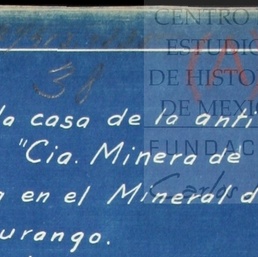 CENTRO
ESTUDIO
DE HISTOR
DE MEXIC
FUNDAC
Carlos
31
la casa de la anti
"Cia. Minera de
en el Mineral d
urango.